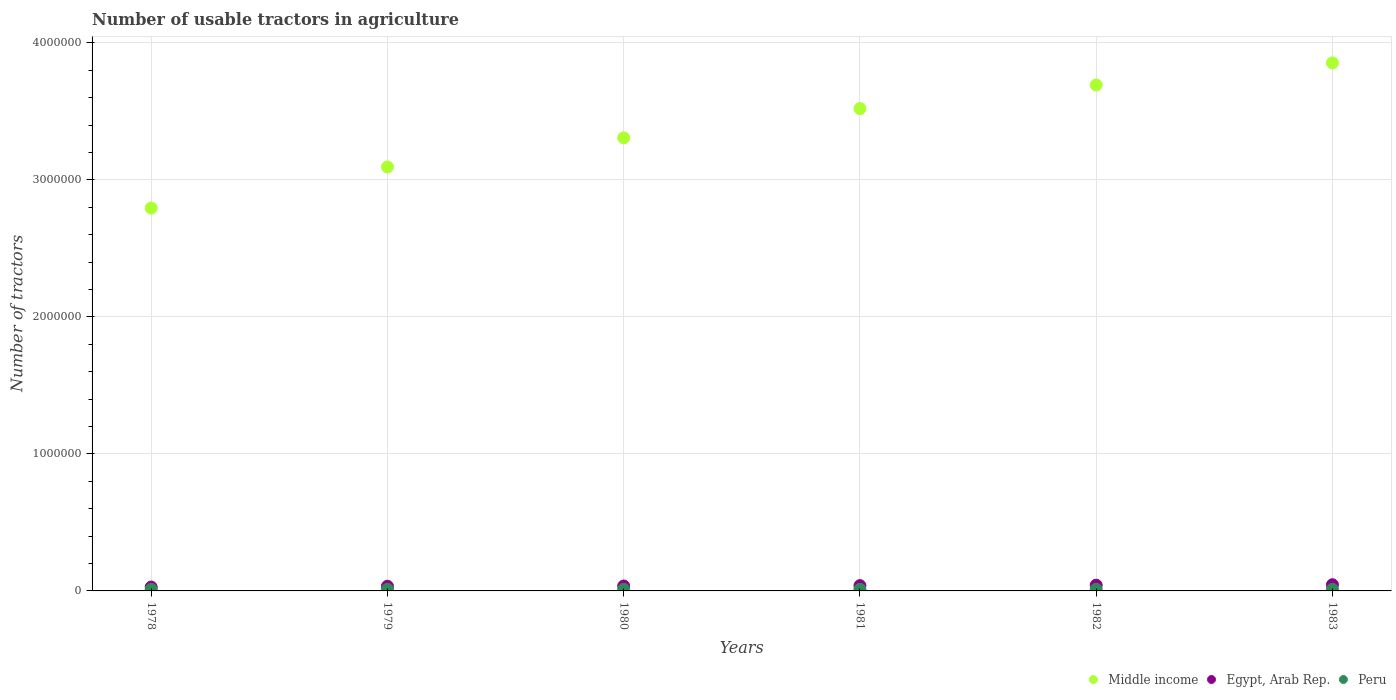 Number of usable tractors in agriculture
4000000
3000000
2000000
1000000
0
Number of tractors
1978
1979
1980
1981
1982
1983
Years
Middle income
Egypt, Arab Rep.
Peru